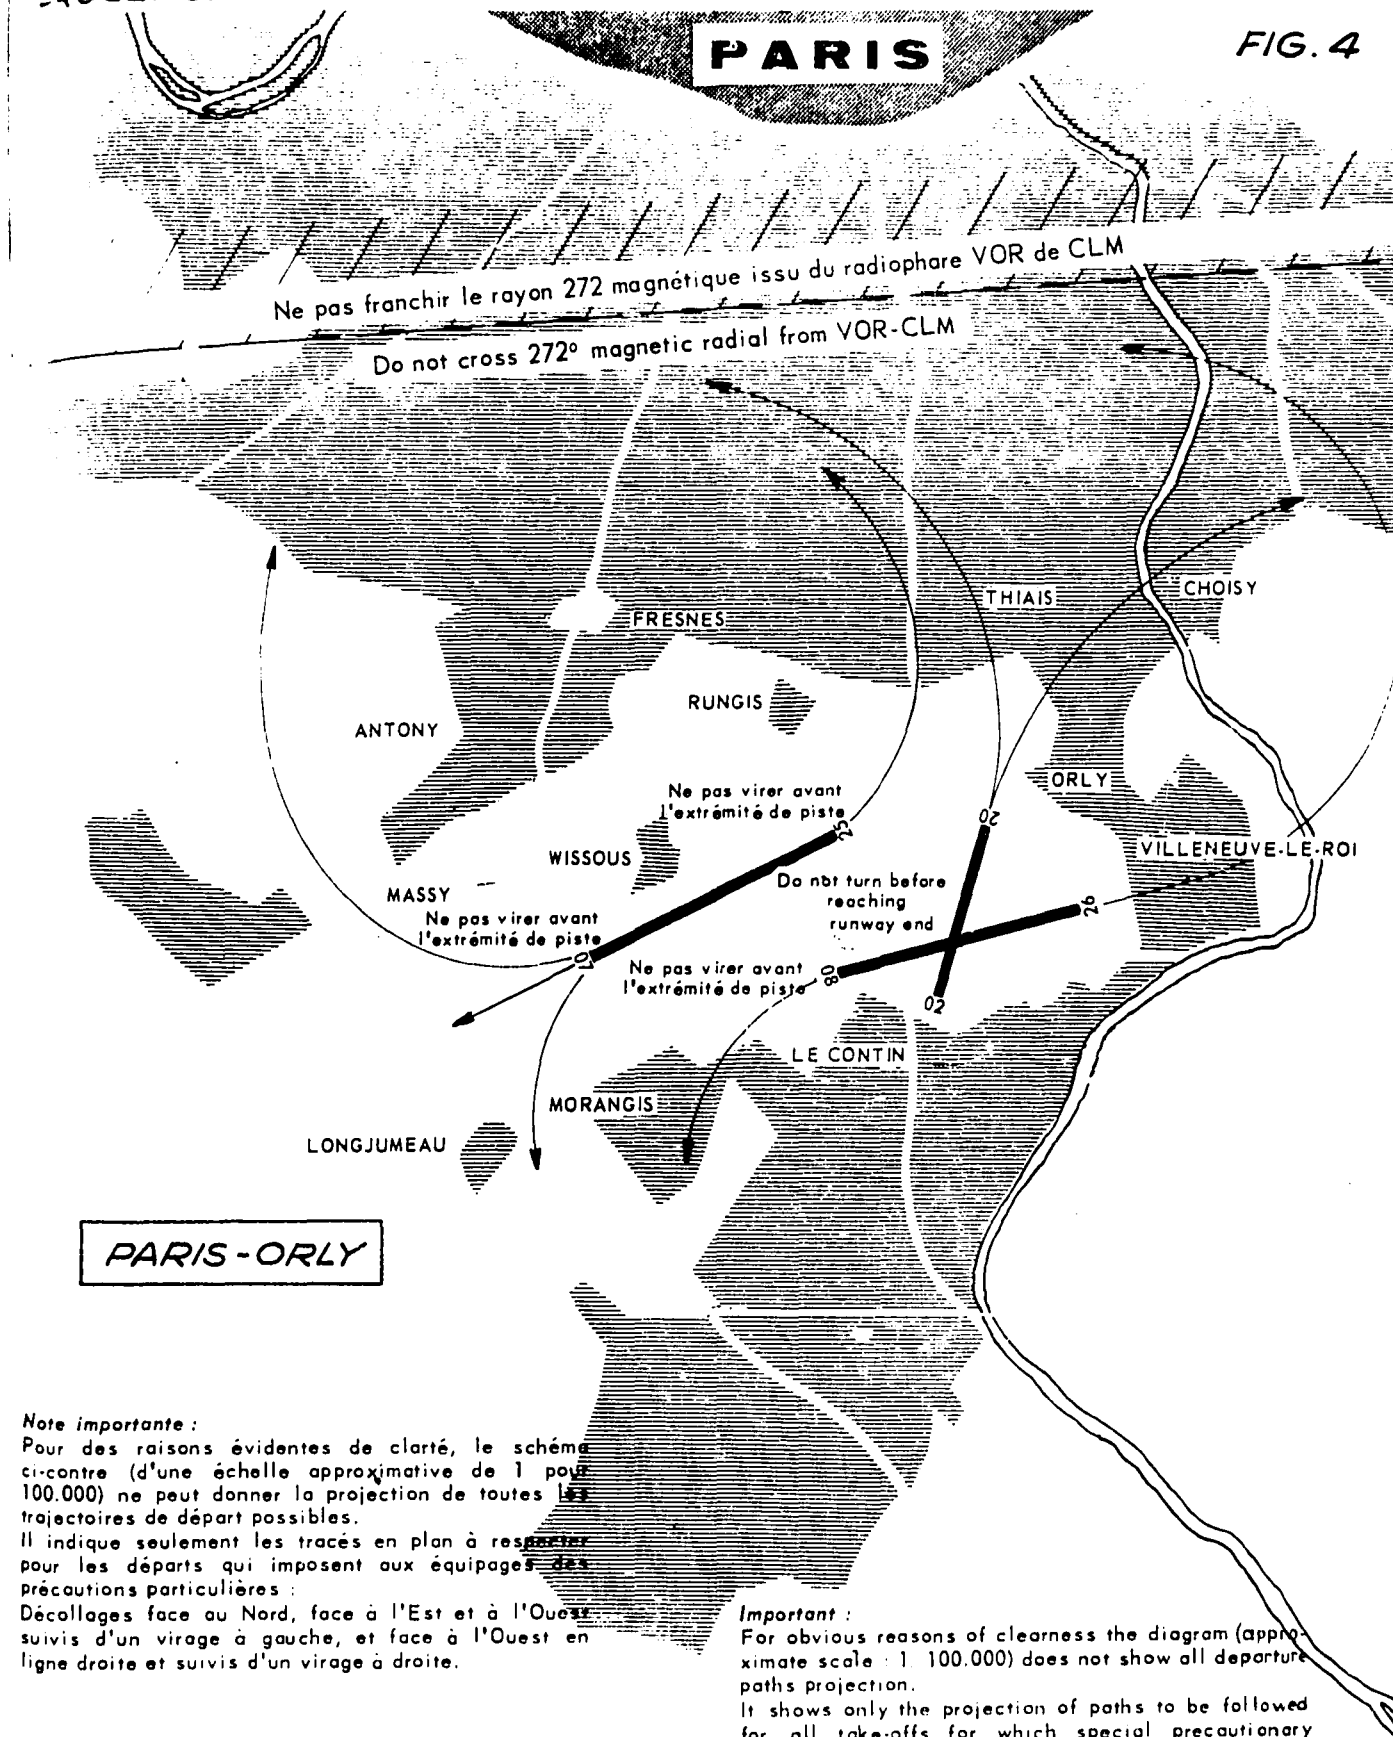 PARIS
FIG. 4
Ne pas franchir le rayon 272 magnétique issu du radiophare VOR de CLM
Do not cross 272° magnetic radial from VOR-CLM
THIAIS
CHOISY
FRESNES
RUNGIS
ANTONY
ORLY
Ne pas virer avant
l'extrémité de piste
25
20
WISSOUS
VILLENEUVE-LE-ROI
MASSY
Do not turn before
reaching
runway end
26
Ne pas virer avant
l'extrémité de piste
07
Ne pas virer avant
l'extrémité de piste
08
02
LE CONTIN
MORANGIS
LONGJUMEAU
PARIS-ORLY
Note importante :
Pour des raisons évidentes de clarté, le schéma
ci-contre (d'une échelle approximative de 1 pour
100.000) ne peut donner la projection de toutes les
trajectoires de départ possibles.
Il indique seulement les tracés en plan à respecter
pour les départs qui imposent aux équipages des
précautions particulières :
Décollages face au Nord, face à l'Est et à l'Ouest
suivis d'un virage à gauche, et face à l'Ouest en
ligne droite et suivis d'un virage à droite.
Important :
For obvious reasons of clearness the diagram (appro-
ximate scale : 1 100.000) does not show all departure
paths projection.
It shows only the projection of paths to be followed
for all take-offs for which special precautionary